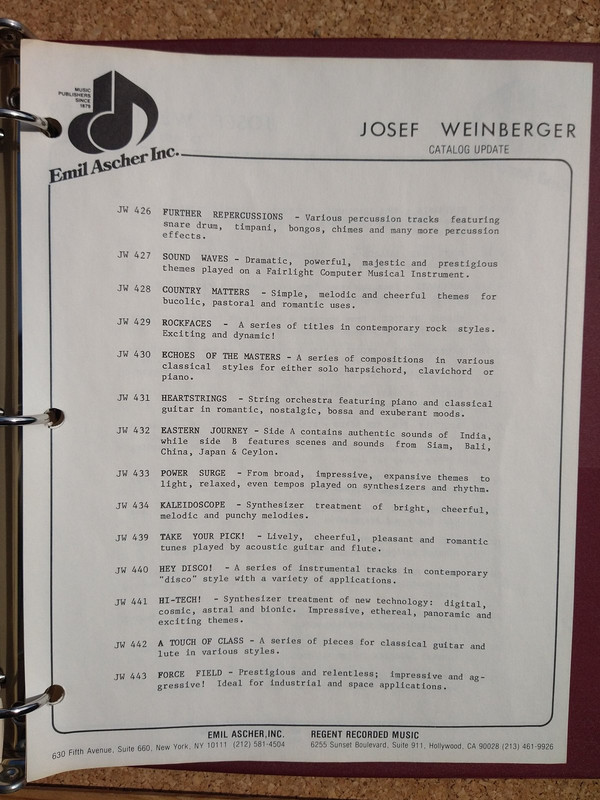 MUSIC
PUBLISHERS
SINCE
1879
Emil Ascher Inc.
JOSEF WEINBERGER
CATALOG UPDATE
JW 426 FURTHER REPERCUSSIONS - Various percussion tracks featuring
snare drum, timpani, bongos, chimes and many more percussion
effects.
JW 427 SOUND WAVES - Dramatic, powerful, majestic and prestigious
themes played on a Fairlight Computer Musical Instrument.
JW 428 COUNTRY MATTERS - Simple, melodic and cheerful themes for
bucolic, pastoral and romantic uses.
JW 429 ROCKFACES - A series of titles in contemporary rock styles.
Exciting and dynamic!
JW 430 ECHOES OF THE MASTERS - A series of compositions in various
classical styles for either solo harpsichord, clavichord or
piano.
JW 431 HEARTSTRINGS - String orchestra featuring piano and classical
guitar in romantic, nostalgic, bossa and exuberant moods.
JW 432 EASTERN JOURNEY - Side A contains authentic sounds of India,
while side B features scenes and sounds from Siam, Bali,
China, Japan & Ceylon.
JW 433 POWER SURGE - From broad, impressive, expansive themes to
light, relaxed, even tempos played on synthesizers and rhythm.
JW 434 KALEIDOSCOPE - Synthesizer treatment of bright, cheerful,
melodic and punchy melodies.
JW 439 TAKE YOUR PICK! - Lively, cheerful, pleasant and romantic
tunes played by acoustic guitar and flute.
JW 440 HEY DISCO! - A series of instrumental tracks in contemporary
"disco" style with a variety of applications.
JW 441 HI-TECH! - Synthesizer treatment of new technology: digital,
cosmic, astral and bionic. Impressive, ethereal, panoramic and
exciting themes.
JW 442 A TOUCH OF CLASS - A series of pieces for classical guitar and
lute in various styles.
JW 443 FORCE FIELD - Prestigious and relentless; impressive and ag-
gressive! Ideal for industrial and space applications.
EMIL ASCHER, INC. REGENT RECORDED MUSIC
630 Fifth Avenue, Suite 660, New York, NY 10111 (212) 581-4504 6255 Sunset Boulevard, Suite 911, Hollywood, CA 90028 (213) 461-9926